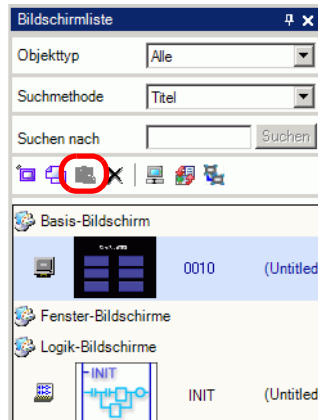 Bildschirmliste
Objekttyp Alle
Suchmethode Titel
Suchen nach Suchen
Basis-Bildschirm
0010 (Untitled
Fenster-Bildschirme
Logik-Bildschirme
INIT
INIT (Untitled